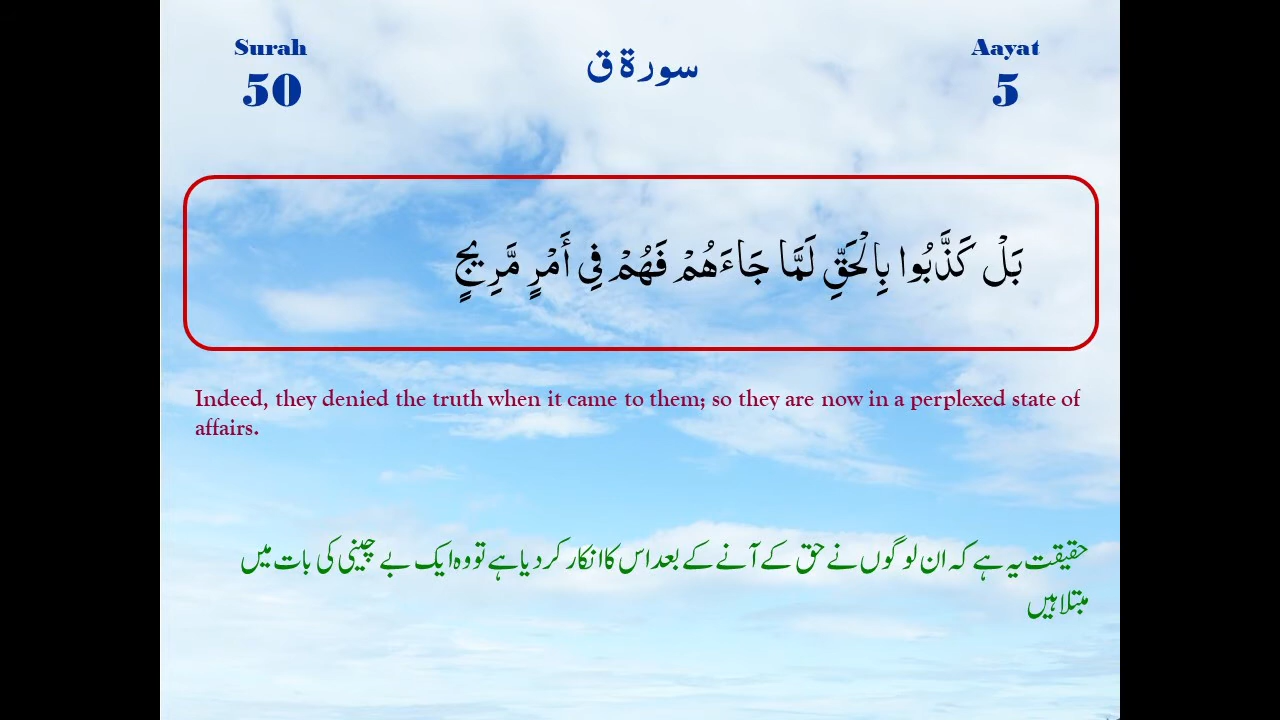 Surah
50
سورة ق
Aayat
5
بَلْ كَذَّبُوا بِالْحَقِّ لَمَّا جَاءَهُمْ فَهُمْ فِي أَمْرٍ مَّرِيجٍ
Indeed, they denied the truth when it came to them; so they are now in a perplexed state of
affairs.
حقیقت یہ ہے کہ ان لوگوں نے حق کے آنے کے بعد اس کا انکار کر دیا ہے تو وہ ایک بے چینی کی بات میں
مبتلا ہیں